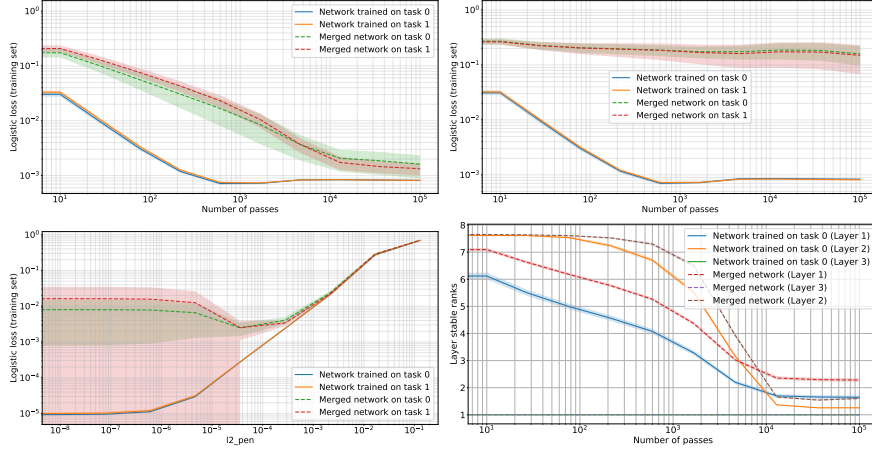 10⁰
10⁻¹
10⁻²
10⁻³
Logistic loss (training set)
Network trained on task 0
Network trained on task 1
Merged network on task 0
Merged network on task 1
10¹
10²
10³
10⁴
10⁵
Number of passes
10⁰
10⁻¹
10⁻²
10⁻³
Logistic loss (training set)
Network trained on task 0
Network trained on task 1
Merged network on task 0
Merged network on task 1
10¹
10²
10³
10⁴
10⁵
Number of passes
10⁰
10⁻¹
10⁻²
10⁻³
10⁻⁴
10⁻⁵
Logistic loss (training set)
Network trained on task 0
Network trained on task 1
Merged network on task 0
Merged network on task 1
10⁻⁸
10⁻⁷
10⁻⁶
10⁻⁵
10⁻⁴
10⁻³
10⁻²
10⁻¹
l2_pen
8
7
6
5
4
3
2
1
Layer stable ranks
Network trained on task 0 (Layer 1)
Network trained on task 0 (Layer 2)
Network trained on task 0 (Layer 3)
Merged network (Layer 1)
Merged network (Layer 3)
Merged network (Layer 2)
10¹
10²
10³
10⁴
10⁵
Number of passes